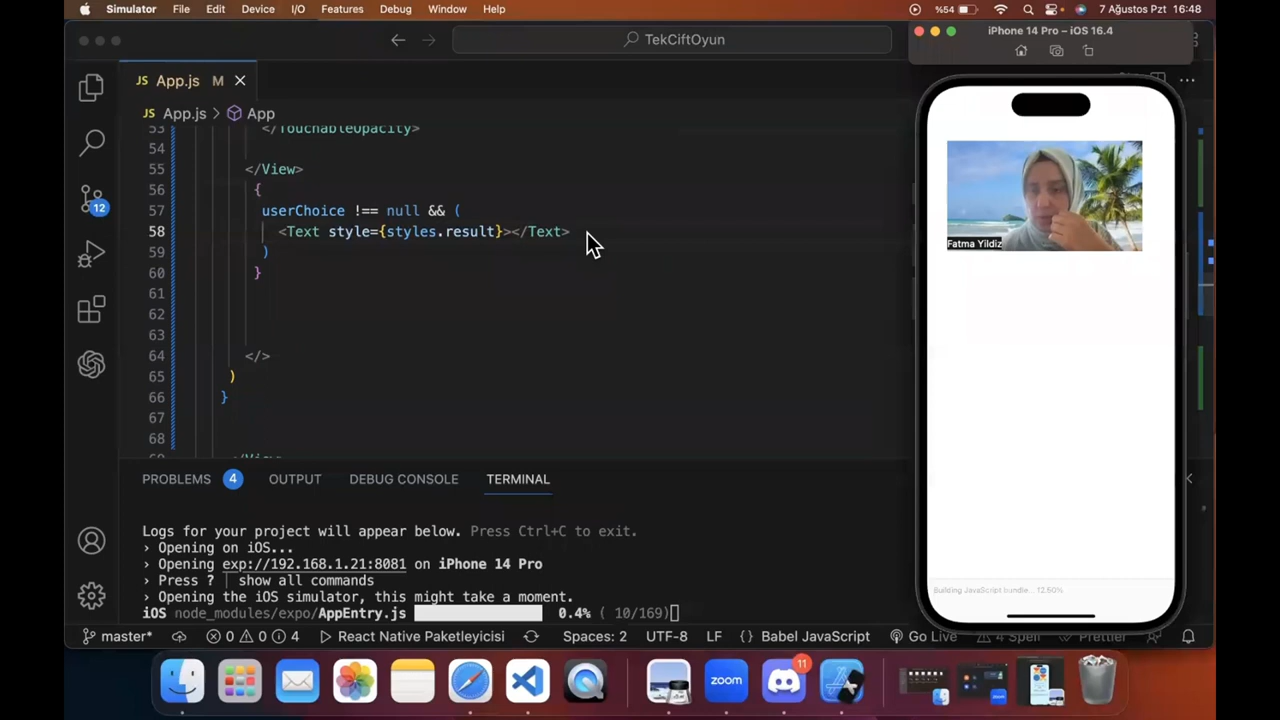 Simulator File Edit Device I/O Features Debug Window Help %54 7 Ağustos Pzt 16:48
TekCiftOyun
iPhone 14 Pro – iOS 16.4
JS App.js M
JS App.js > App
53 </TouchableOpacity>
54
55 </View>
56 {
57 userChoice !== null && (
58 <Text style={styles.result}></Text>
59 )
60 }
61
62
63
64 </>
65 )
66 }
67
68
69 </View>
12
Fatma Yildiz
Building JavaScript bundle... 12.50%
PROBLEMS 4 OUTPUT DEBUG CONSOLE TERMINAL
Logs for your project will appear below. Press Ctrl+C to exit.
› Opening on iOS...
› Opening exp://192.168.1.21:8081 on iPhone 14 Pro
› Press ? │ show all commands
› Opening the iOS simulator, this might take a moment.
iOS node_modules/expo/AppEntry.js 0.4% ( 10/169)
master* 0 0 4 React Native Paketleyicisi Spaces: 2 UTF-8 LF {} Babel JavaScript Go Live 4 Spell Prettier
zoom 11